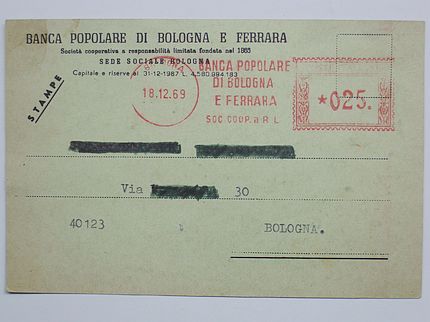 BANCA POPOLARE DI BOLOGNA E FERRARA
Società cooperativa a responsabilità limitata fondata nel 1865
SEDE SOCIALE BOLOGNA
Capitale e riserve al 31-12-1967 L. 4.580.994.183
STAMPE
18.12.69
BANCA POPOLARE
DI BOLOGNA
E FERRARA
SOC. COOP. a R L
*025.
Via 30
40123 BOLOGNA.